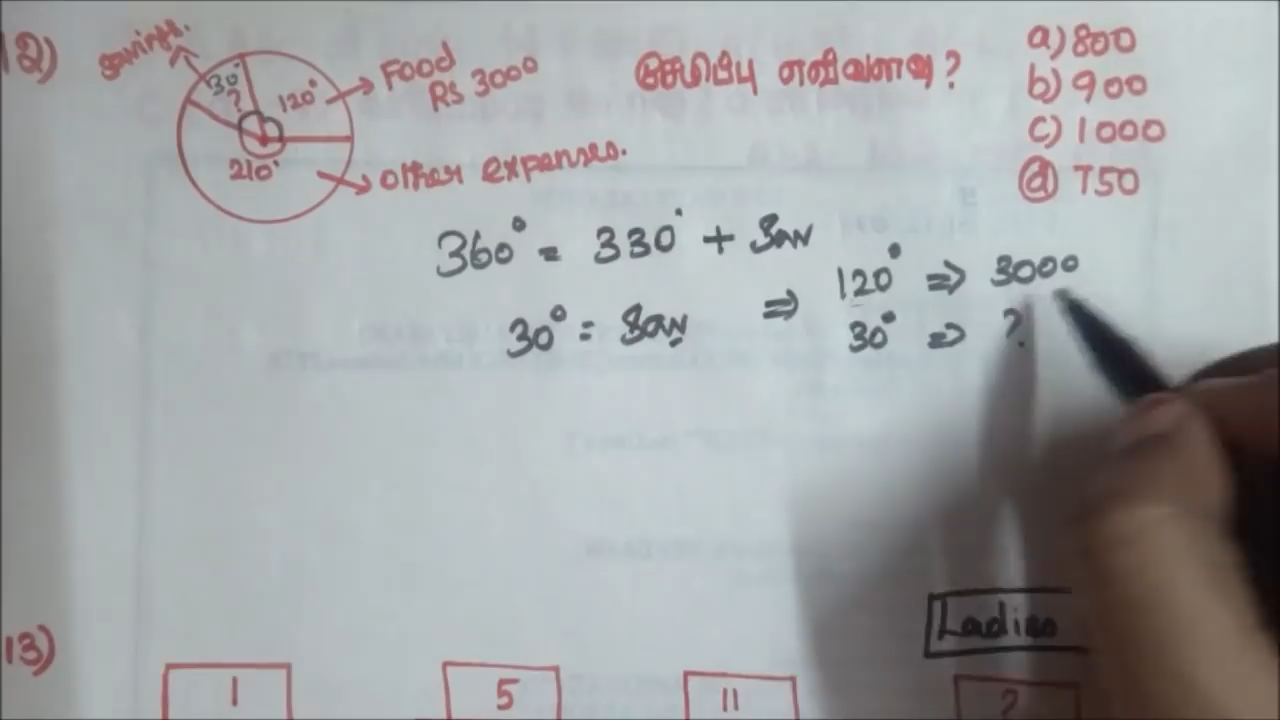 12)
Savings.
30°
?
120°
210°
Food
RS 3000
other expenses.
சேமிப்பு எவ்வளவு?
a) 800
b) 900
c) 1000
d) 750
360° = 330° + Sav
30° = Sav ⇒ 120° ⇒ 3000
30° ⇒ ?
Ladies
13)
1 5 11 ?